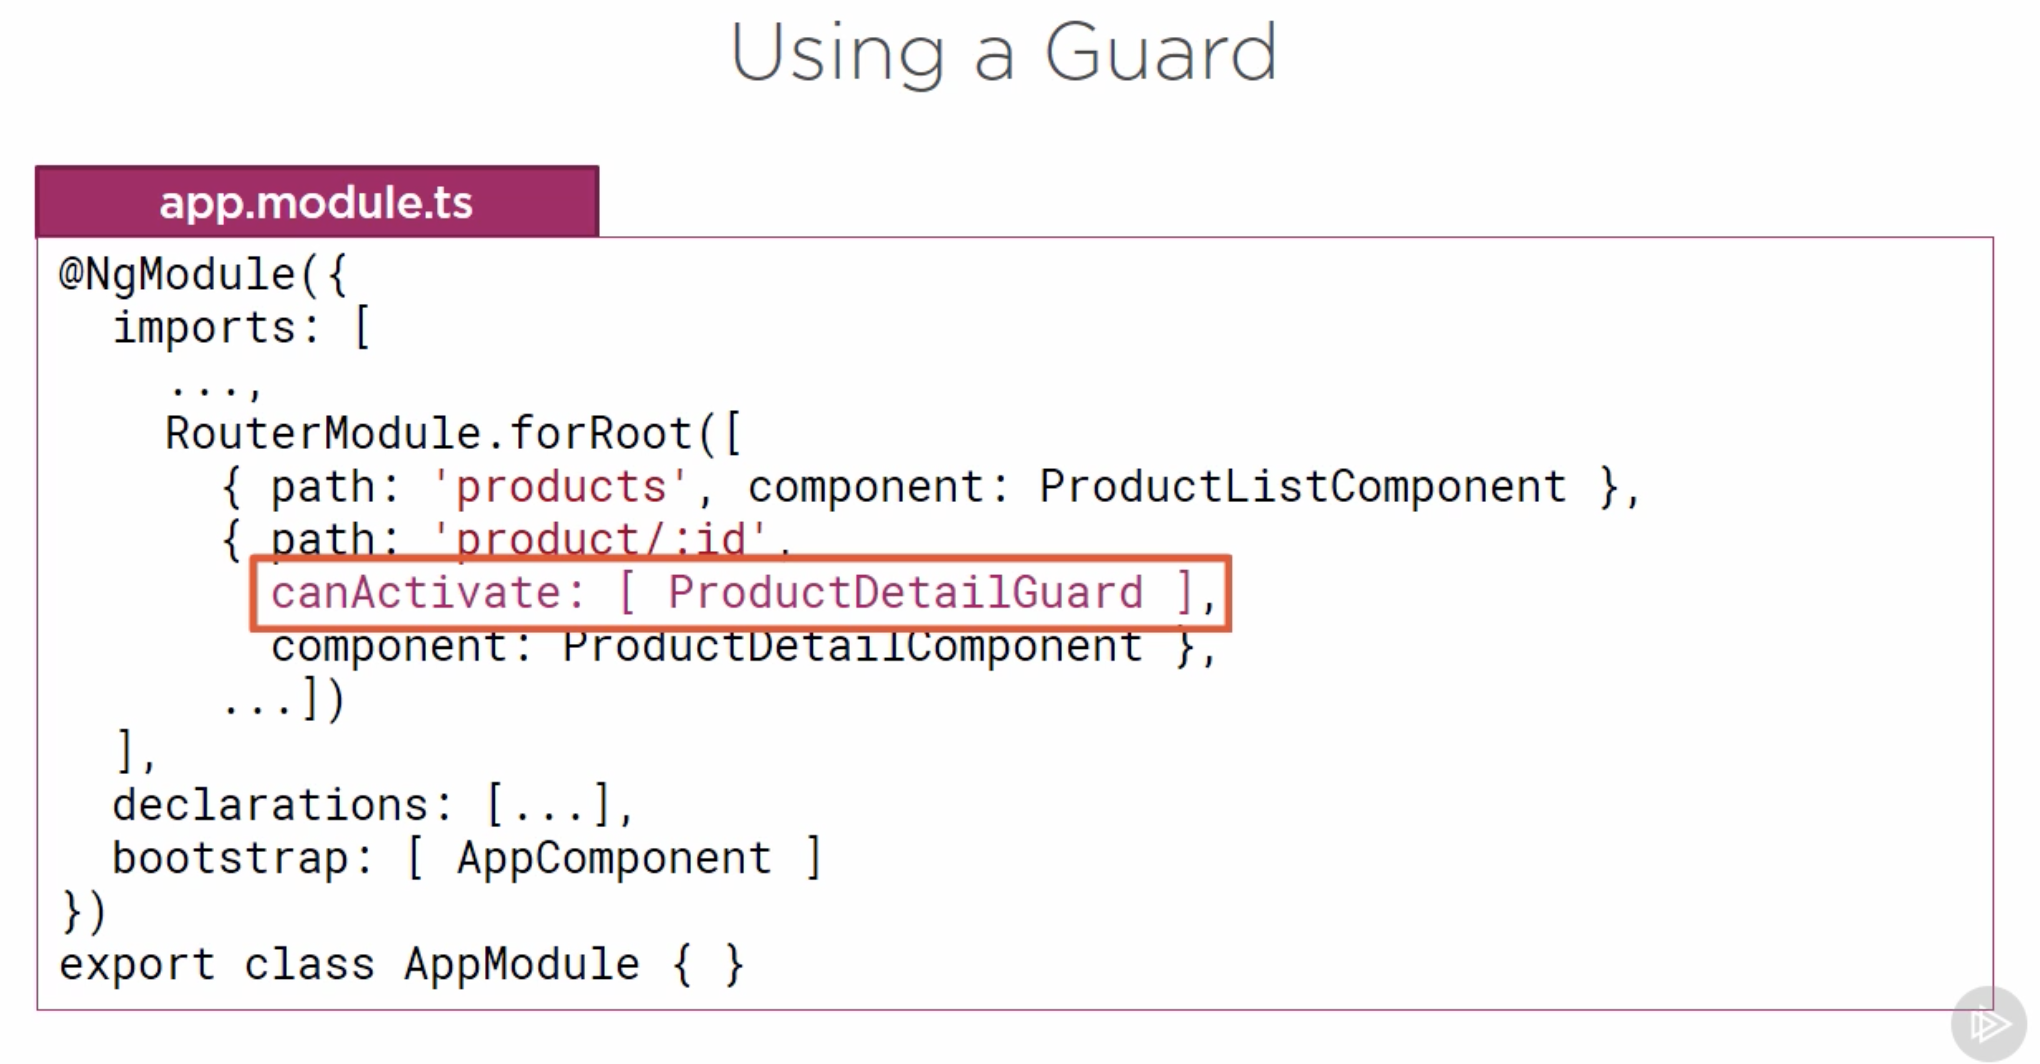 Using a Guard
app.module.ts
@NgModule({
imports: [
...,
RouterModule.forRoot([
{ path: 'products', component: ProductListComponent },
{ path: 'product/:id',
canActivate: [ ProductDetailGuard ],
component: ProductDetailComponent },
...])
],
declarations: [...],
bootstrap: [ AppComponent ]
})
export class AppModule { }